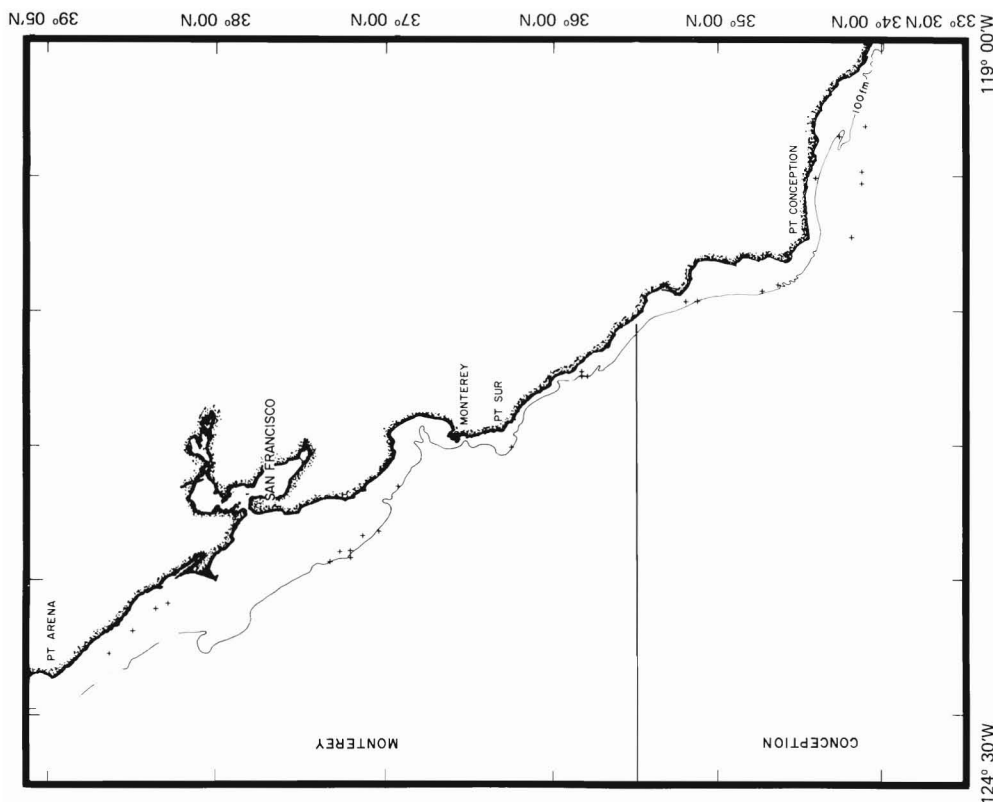 39° 05'N
38° 00'N
37° 00'N
36° 00'N
35° 00'N
34° 00'N
33° 30'N
119° 00'W
124° 30'W
PT ARENA
SAN FRANCISCO
MONTEREY
PT SUR
PT CONCEPTION
100fm
MONTEREY
CONCEPTION